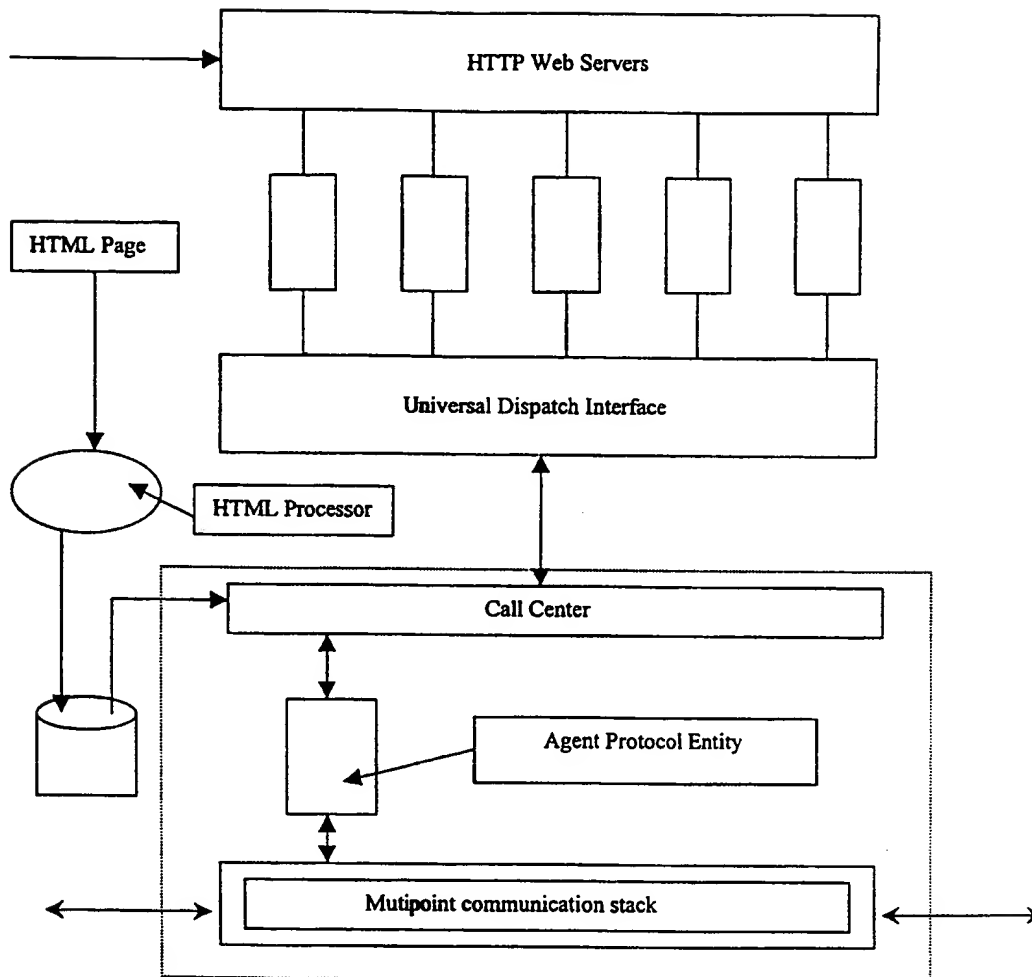 HTTP Web Servers
HTML Page
Universal Dispatch Interface
HTML Processor
Call Center
Agent Protocol Entity
Mutipoint communication stack